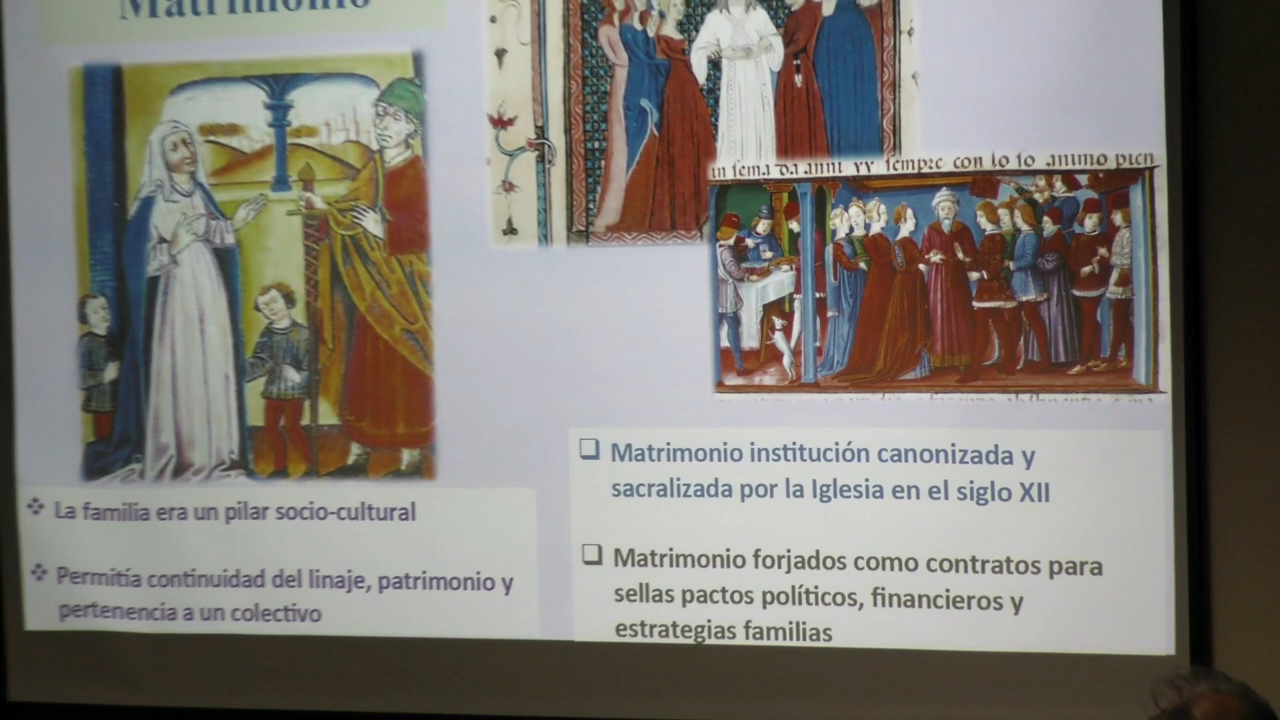 Matrimonio
in sema da anni xv sempre con lo so animo pien
La familia era un pilar socio-cultural
Permitía continuidad del linaje, patrimonio y
pertenencia a un colectivo
Matrimonio institución canonizada y
sacralizada por la Iglesia en el siglo XII
Matrimonio forjados como contratos para
sellas pactos políticos, financieros y
estrategias familias